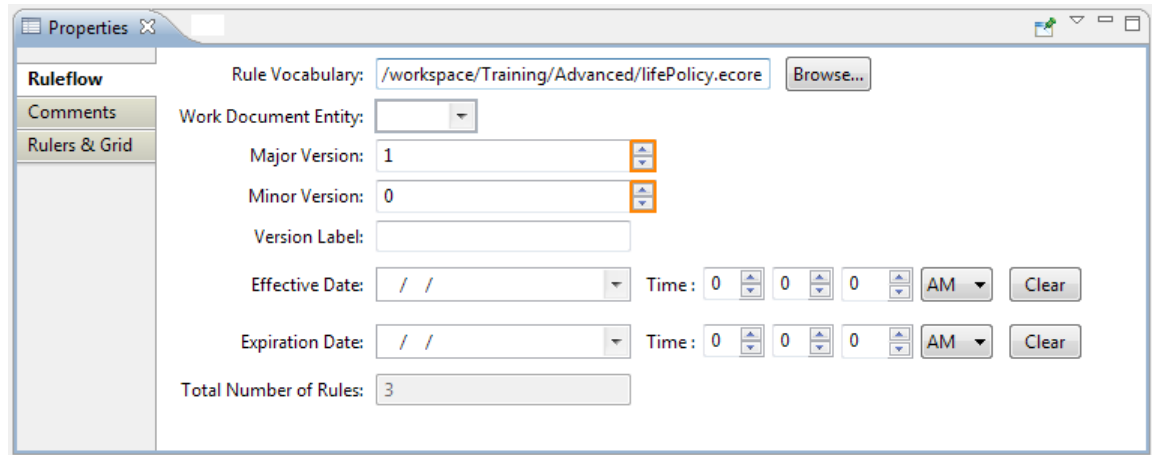 Properties
Ruleflow
Comments
Rulers & Grid
Rule Vocabulary: /workspace/Training/Advanced/lifePolicy.ecore Browse...
Work Document Entity:
Major Version: 1
Minor Version: 0
Version Label:
Effective Date: / / Time : 0 0 0 AM Clear
Expiration Date: / / Time : 0 0 0 AM Clear
Total Number of Rules: 3